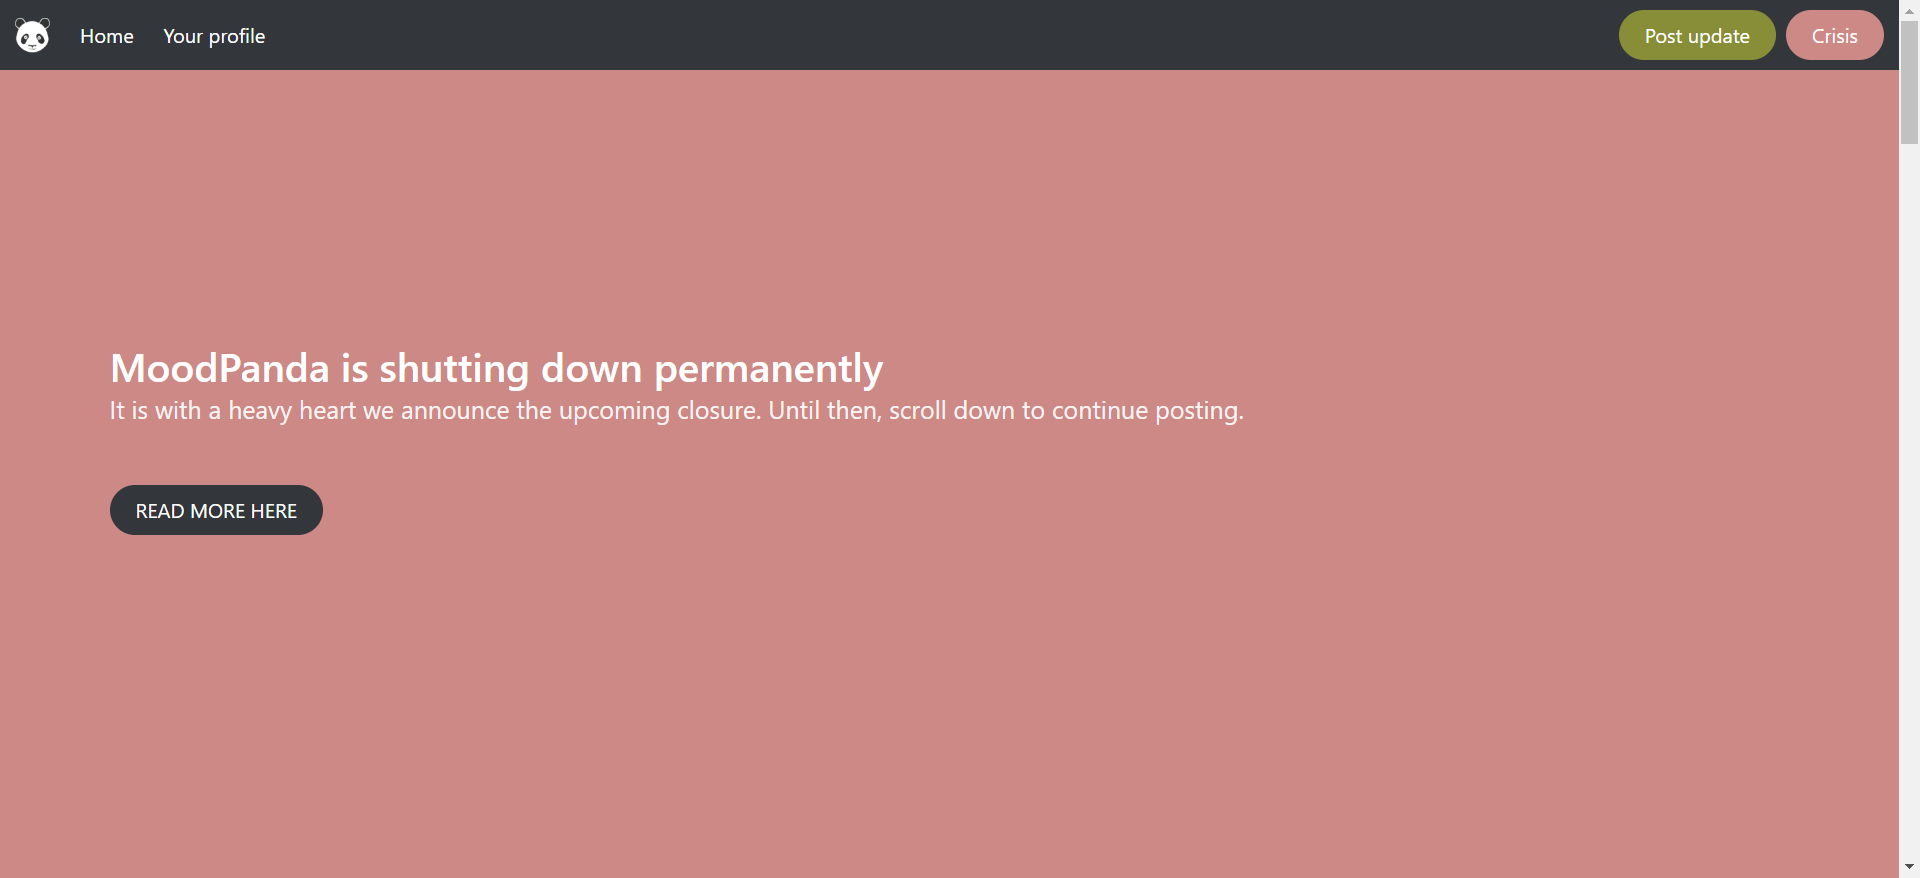 Home
Your profile
Post update
Crisis
MoodPanda is shutting down permanently
It is with a heavy heart we announce the upcoming closure. Until then, scroll down to continue posting.
READ MORE HERE